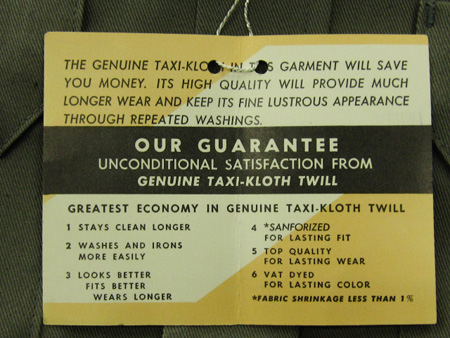 THE GENUINE TAXI-KLOTH IN THIS GARMENT WILL SAVE
YOU MONEY. ITS HIGH QUALITY WILL PROVIDE MUCH
LONGER WEAR AND KEEP ITS FINE LUSTROUS APPEARANCE
THROUGH REPEATED WASHINGS.
OUR GUARANTEE
UNCONDITIONAL SATISFACTION FROM
GENUINE TAXI-KLOTH TWILL
GREATEST ECONOMY IN GENUINE TAXI-KLOTH TWILL
1 STAYS CLEAN LONGER
2 WASHES AND IRONS
MORE EASILY
3 LOOKS BETTER
FITS BETTER
WEARS LONGER
4 *SANFORIZED
FOR LASTING FIT
5 TOP QUALITY
FOR LASTING WEAR
6 VAT DYED
FOR LASTING COLOR
*FABRIC SHRINKAGE LESS THAN 1%